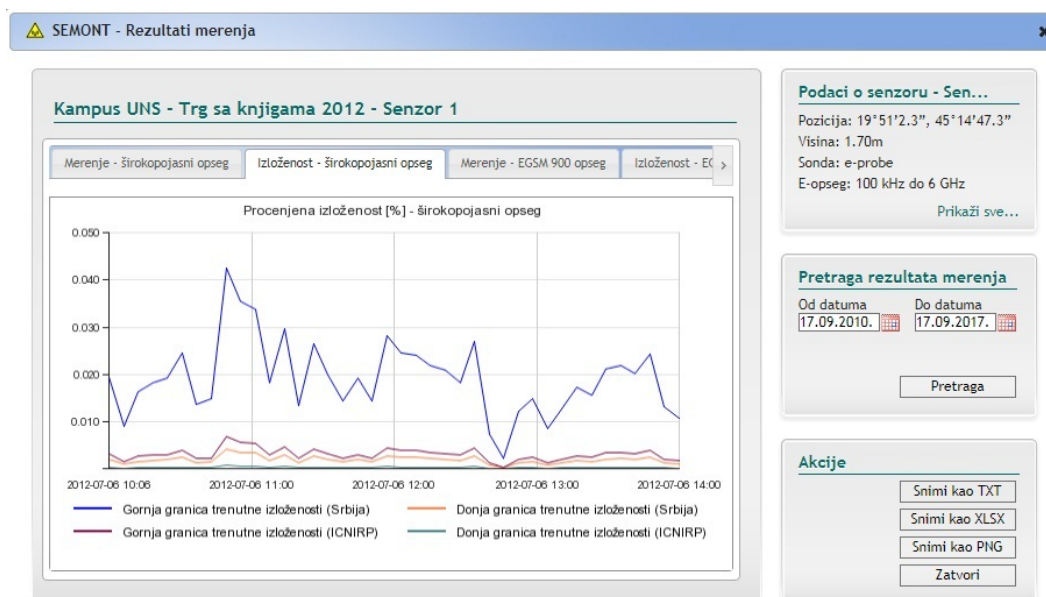 SEMONT - Rezultati merenja
Kampus UNS - Trg sa knjigama 2012 - Senzor 1
Merenje - širokopojasni opseg
Izloženost - širokopojasni opseg
Merenje - EGSM 900 opseg
Izloženost - EG
Procenjena izloženost [%] - širokopojasni opseg
0.050
0.040
0.030
0.020
0.010
2012-07-06 10:06
2012-07-06 11:00
2012-07-06 12:00
2012-07-06 13:00
2012-07-06 14:00
Gornja granica trenutne izloženosti (Srbija)
Donja granica trenutne izloženosti (Srbija)
Gornja granica trenutne izloženosti (ICNIRP)
Donja granica trenutne izloženosti (ICNIRP)
Podaci o senzoru - Sen...
Pozicija: 19°51'2.3”, 45°14'47.3”
Visina: 1.70m
Sonda: e-probe
E-opseg: 100 kHz do 6 GHz
Prikaži sve...
Pretraga rezultata merenja
Od datuma
Do datuma
17.09.2010.
17.09.2017.
Pretraga
Akcije
Snimi kao TXT
Snimi kao XLSX
Snimi kao PNG
Zatvori